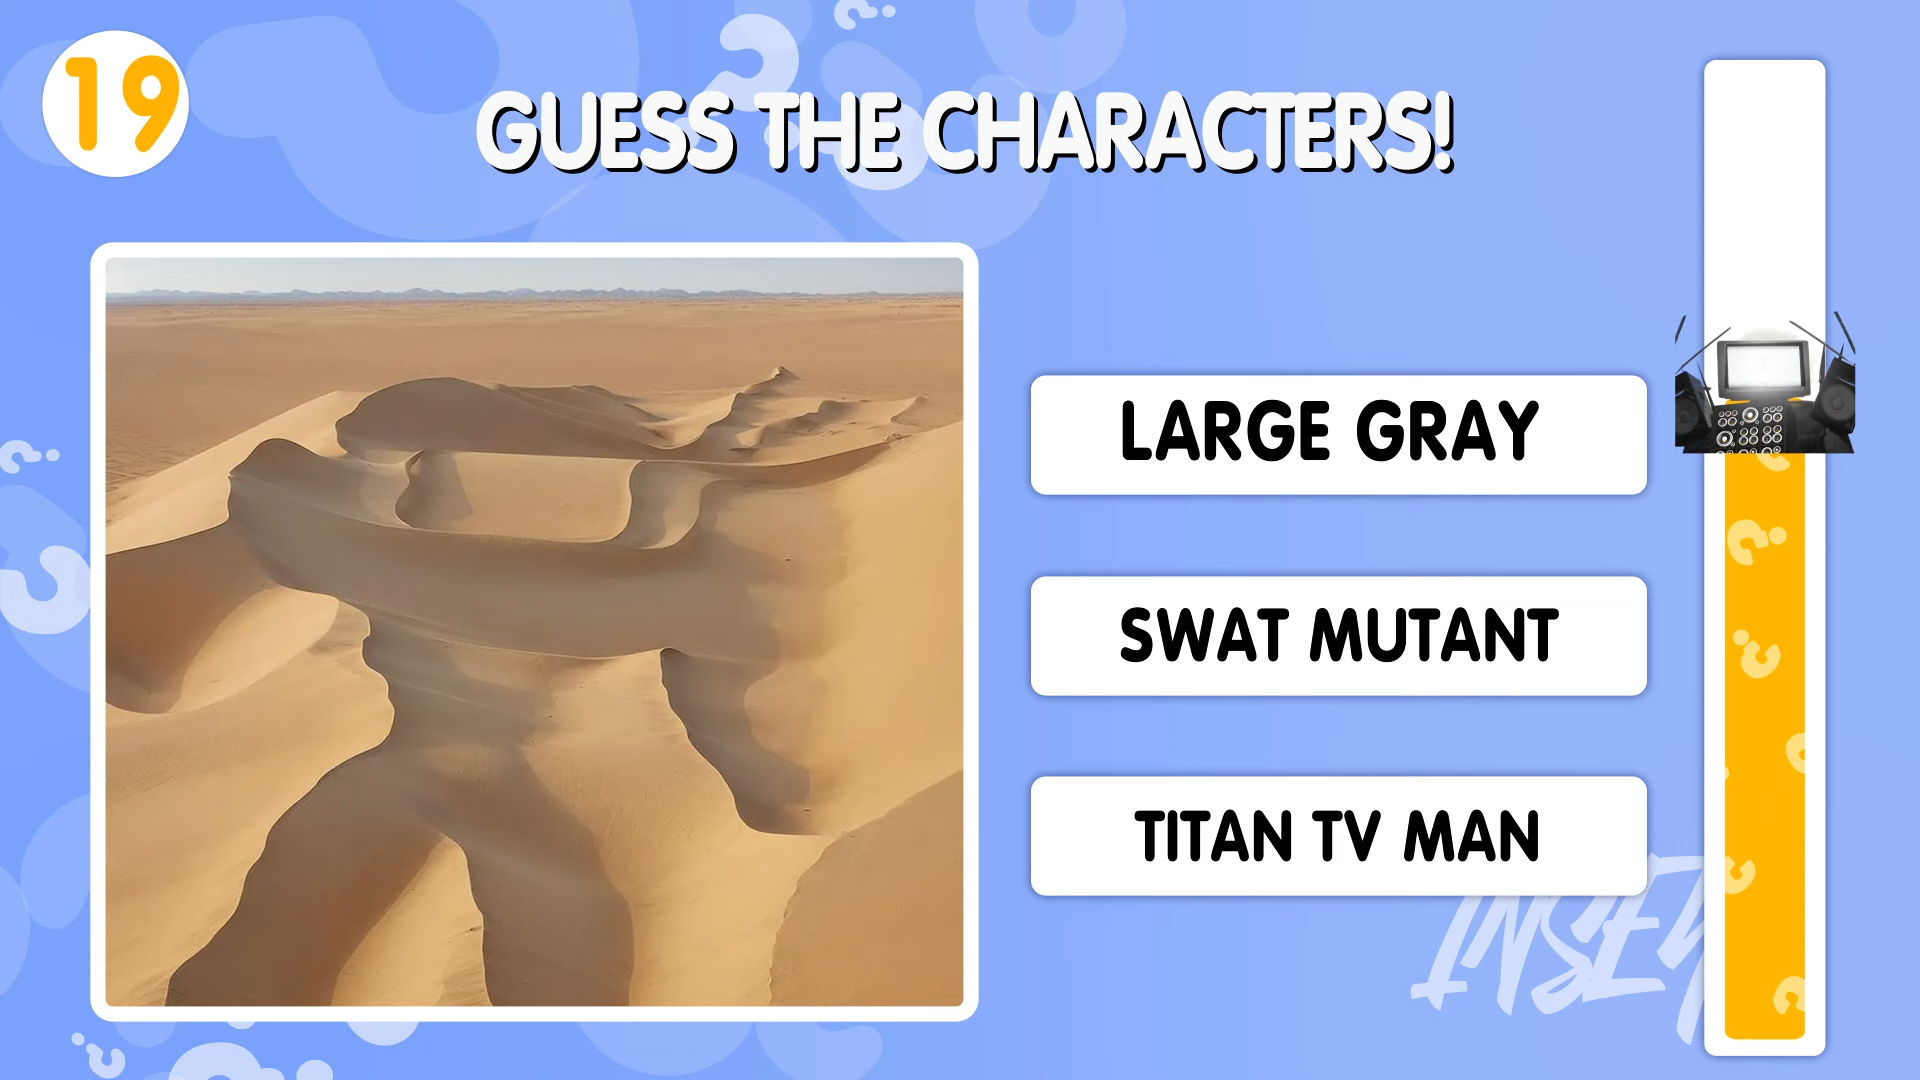 19
GUESS THE CHARACTERS!
LARGE GRAY
SWAT MUTANT
TITAN TV MAN